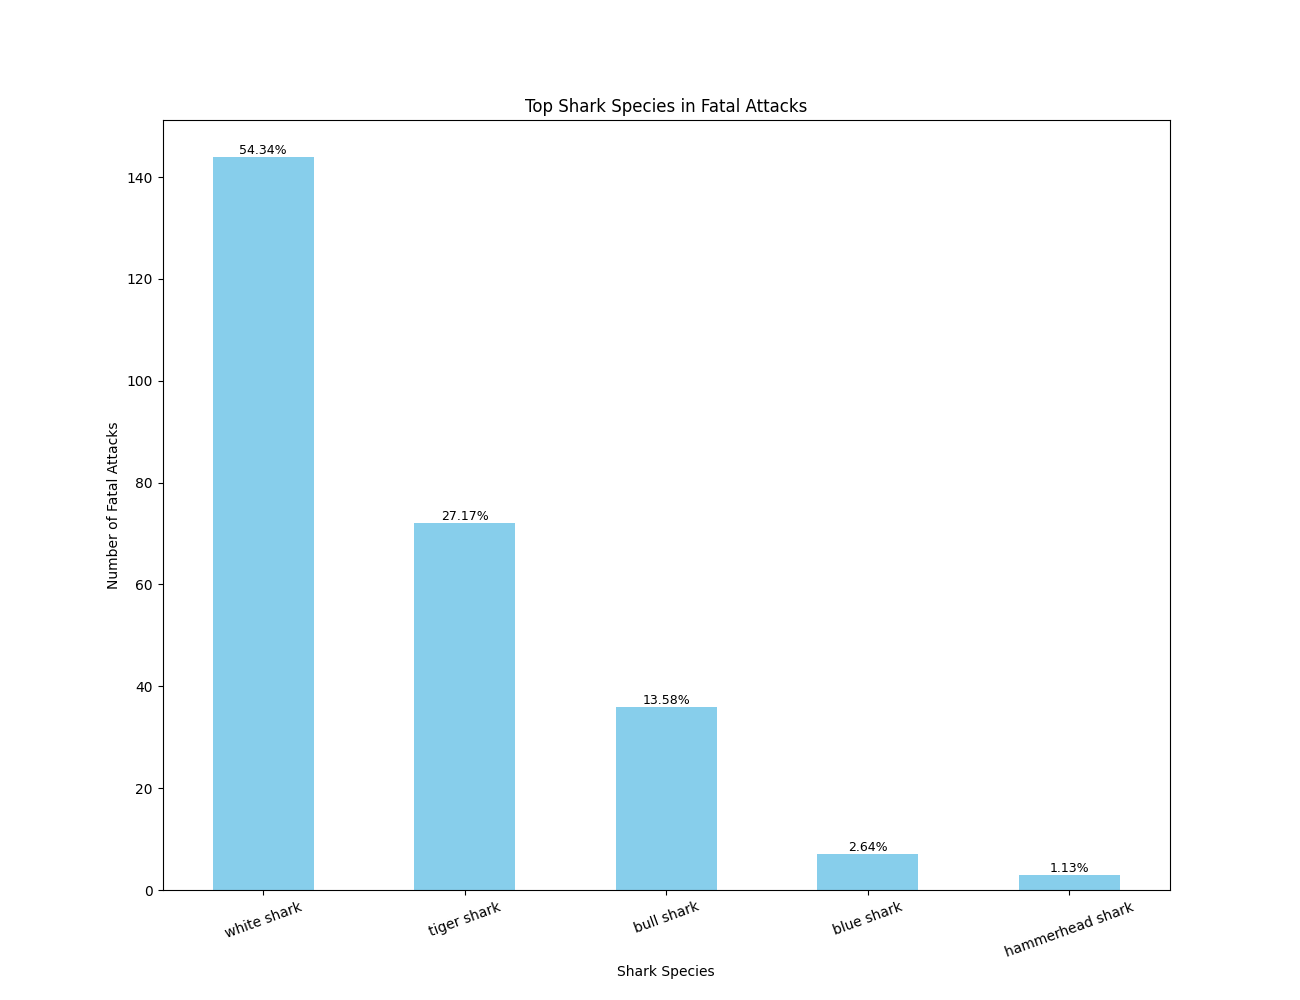 Top Shark Species in Fatal Attacks
54.34%
27.17%
13.58%
2.64%
1.13%
140
120
100
80
60
40
20
0
Number of Fatal Attacks
white shark
tiger shark
bull shark
blue shark
hammerhead shark
Shark Species